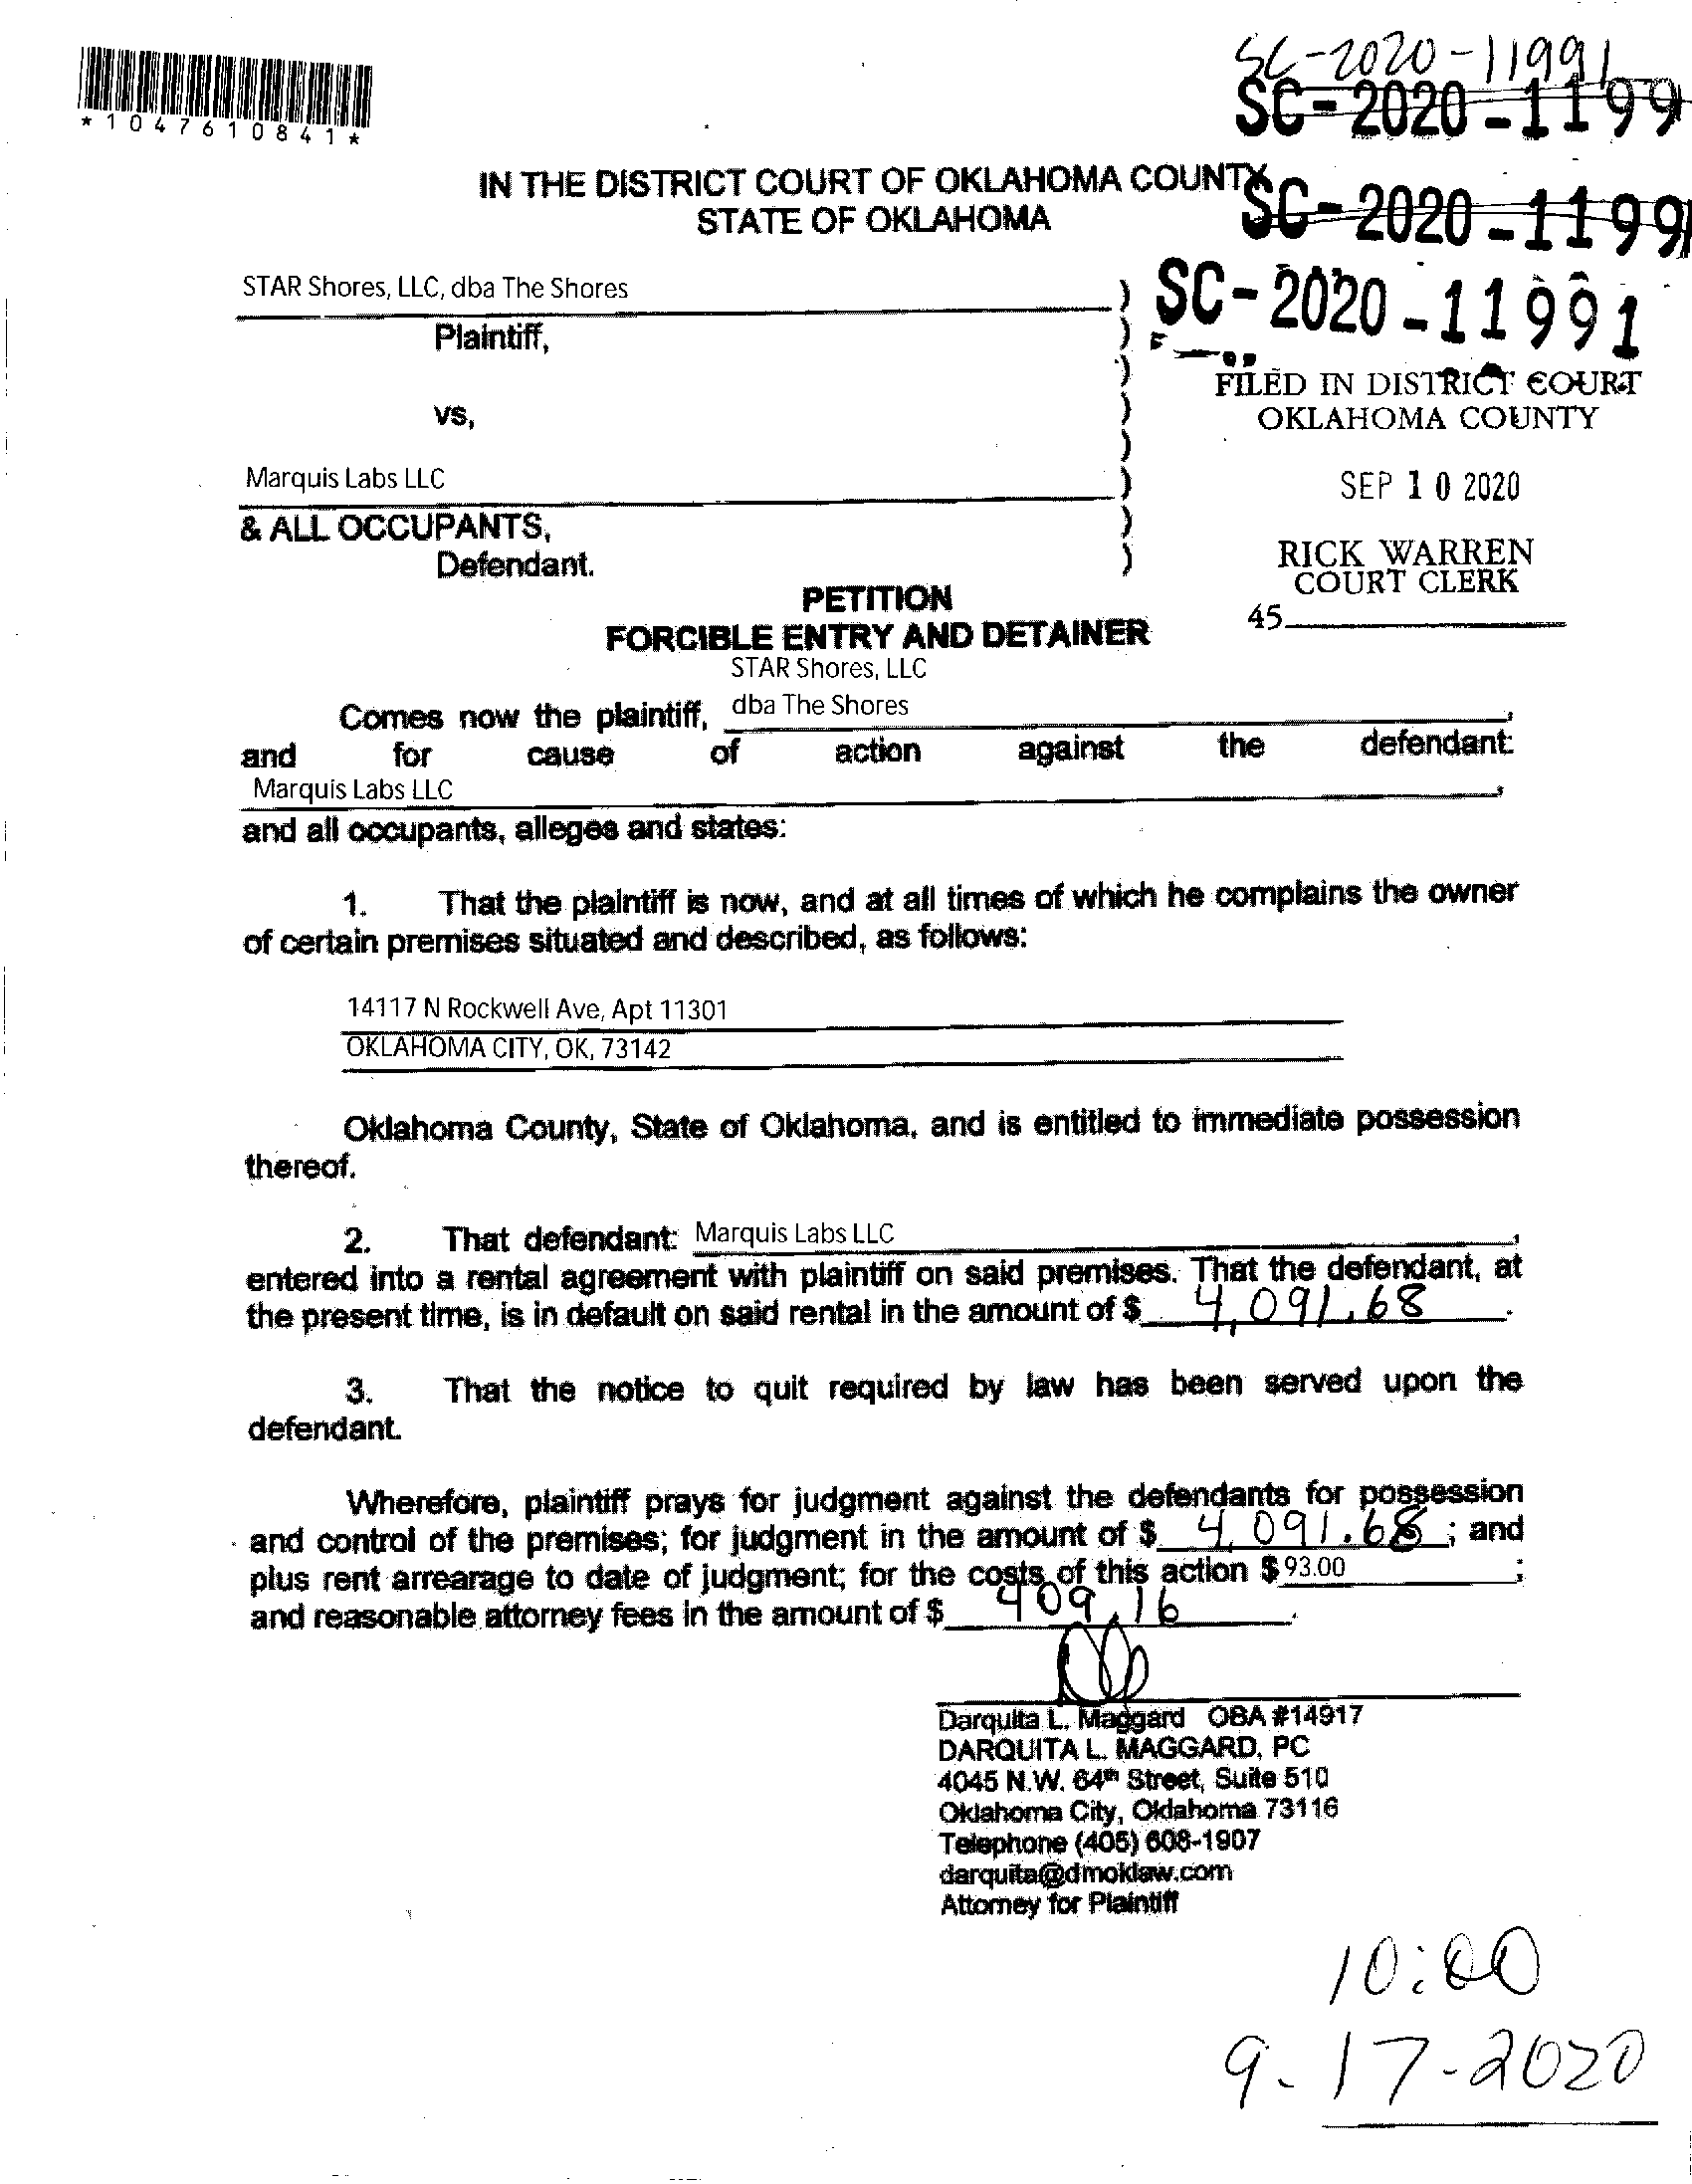 *1047610841*
SC-2020-11991
SC-2020-1199
IN THE DISTRICT COURT OF OKLAHOMA COUNTY
SC-2020-1199
STATE OF OKLAHOMA
STAR Shores, LLC, dba The Shores )
SC-2020-11991
Plaintiff, )
)
FILED IN DISTRICT COURT
vs, )
OKLAHOMA COUNTY
)
Marquis Labs LLC )
SEP 10 2020
& ALL OCCUPANTS, )
Defendant. )
RICK WARREN
COURT CLERK
45
PETITION
FORCIBLE ENTRY AND DETAINER
STAR Shores, LLC
Comes now the plaintiff, dba The Shores,
and for cause of action against the defendant:
Marquis Labs LLC,
and all occupants, alleges and states:
1. That the plaintiff is now, and at all times of which he complains the owner
of certain premises situated and described, as follows:
14117 N Rockwell Ave, Apt 11301
OKLAHOMA CITY, OK, 73142
Oklahoma County, State of Oklahoma, and is entitled to immediate possession
thereof.
2. That defendant: Marquis Labs LLC,
entered into a rental agreement with plaintiff on said premises. That the defendant, at
the present time, is in default on said rental in the amount of $ 4,091.68.
3. That the notice to quit required by law has been served upon the
defendant.
Wherefore, plaintiff prays for judgment against the defendants for possession
and control of the premises; for judgment in the amount of $ 4,091.68; and
plus rent arrearage to date of judgment; for the costs of this action $93.00;
and reasonable attorney fees in the amount of $ 409.16.
Darquita L. Maggard OBA #14917
DARQUITA L. MAGGARD, PC
4045 N.W. 64th Street, Suite 510
Oklahoma City, Oklahoma 73116
Telephone (405) 608-1907
darquita@dmoklaw.com
Attorney for Plaintiff
10:00
9-17-2020